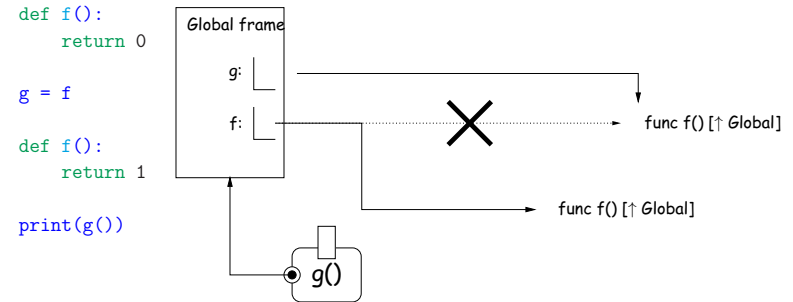 def f():
    return 0
g = f
def f():
    return 1
print(g())
Global frame
g:
f:
func f() [↑ Global]
func f() [↑ Global]
g()